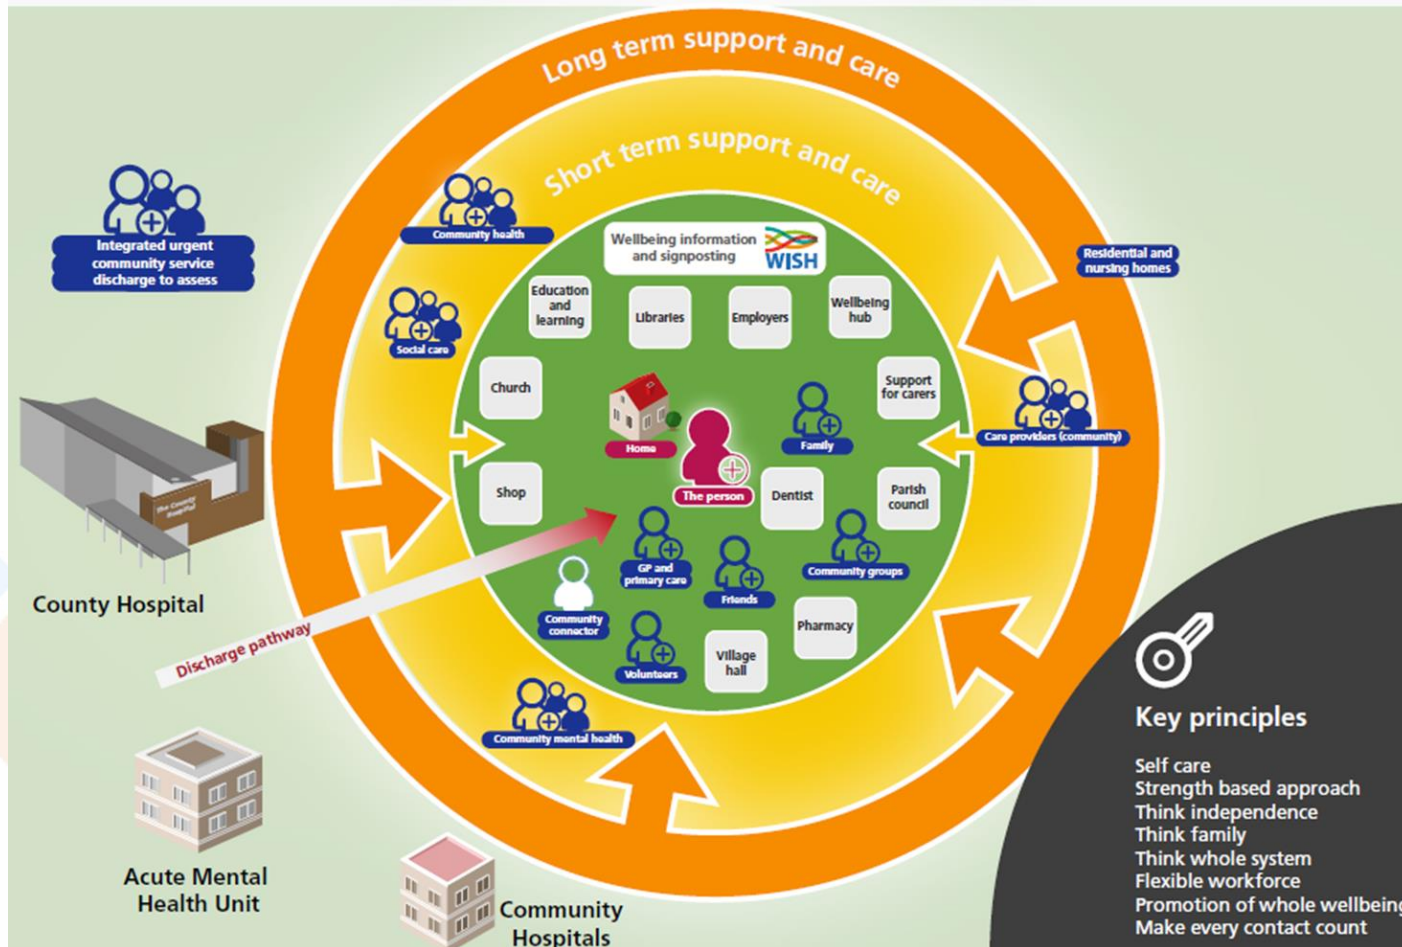 Long term support and care
Short term support and care
Integrated urgent
community service
discharge to assess
Community health
Social care
Wellbeing information
and signposting
WISH
Residential and
nursing homes
Education
and
learning
Libraries
Employers
Wellbeing
hub
Church
Support
for carers
Home
Family
Care providers (community)
The person
Shop
Dentist
Parish
council
The County
Hospital
County Hospital
GP and
primary care
Friends
Community groups
Community
connector
Volunteers
Village
hall
Pharmacy
Discharge pathway
Community mental health
Acute Mental
Health Unit
Community
Hospitals
Key principles
Self care
Strength based approach
Think independence
Think family
Think whole system
Flexible workforce
Promotion of whole wellbeing
Make every contact count